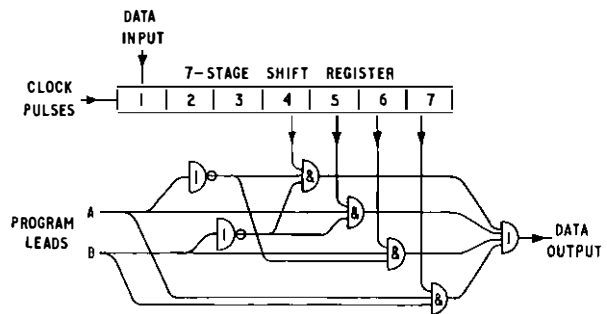 DATA
INPUT
7-STAGE SHIFT REGISTER
CLOCK
PULSES
1 2 3 4 5 6 7
1
&
A
&
PROGRAM
LEADS
1
1
DATA
OUTPUT
B
&
&